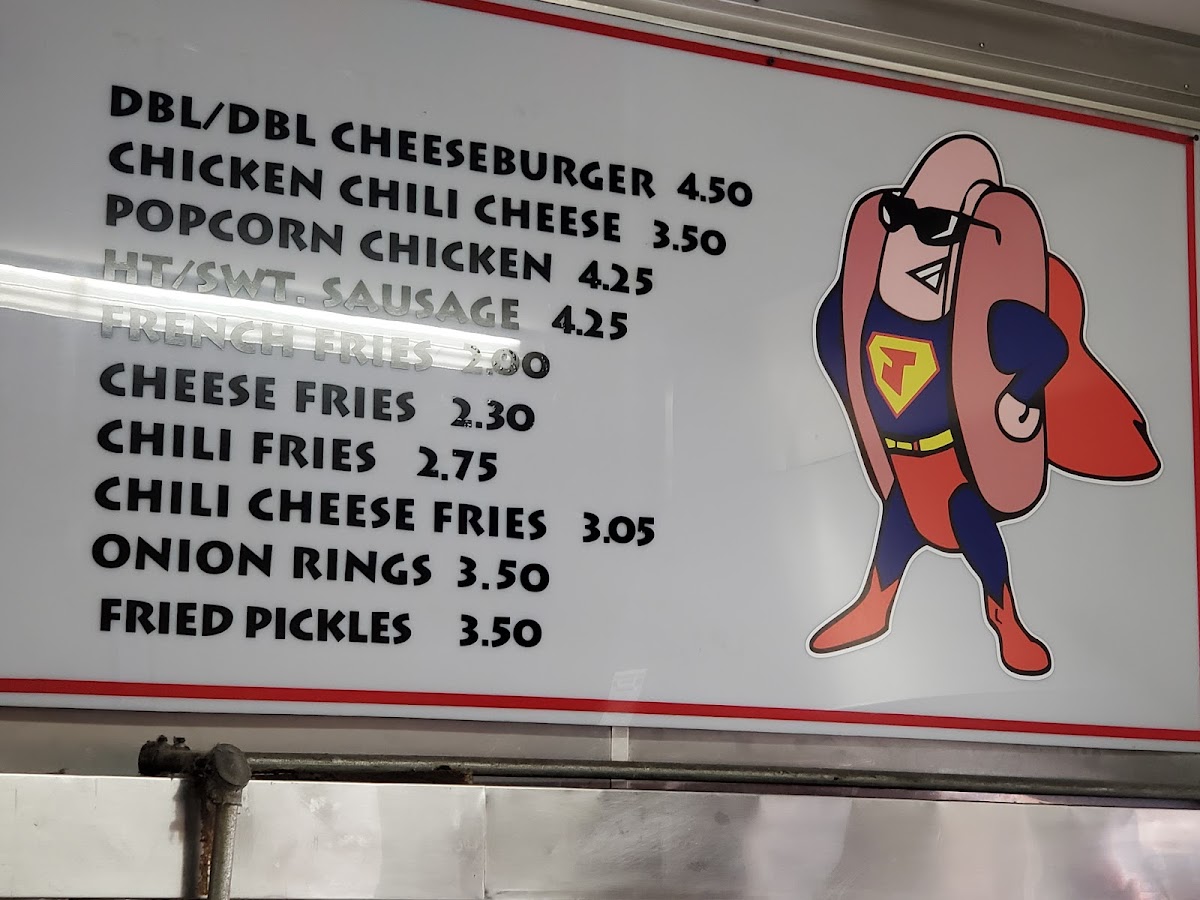 DBL/DBL CHEESEBURGER 4.50
CHICKEN CHILI CHEESE 3.50
POPCORN CHICKEN 4.25
HT/SWT. SAUSAGE 4.25
FRENCH FRIES 2.00
CHEESE FRIES 2.30
CHILI FRIES 2.75
CHILI CHEESE FRIES 3.05
ONION RINGS 3.50
FRIED PICKLES 3.50
J